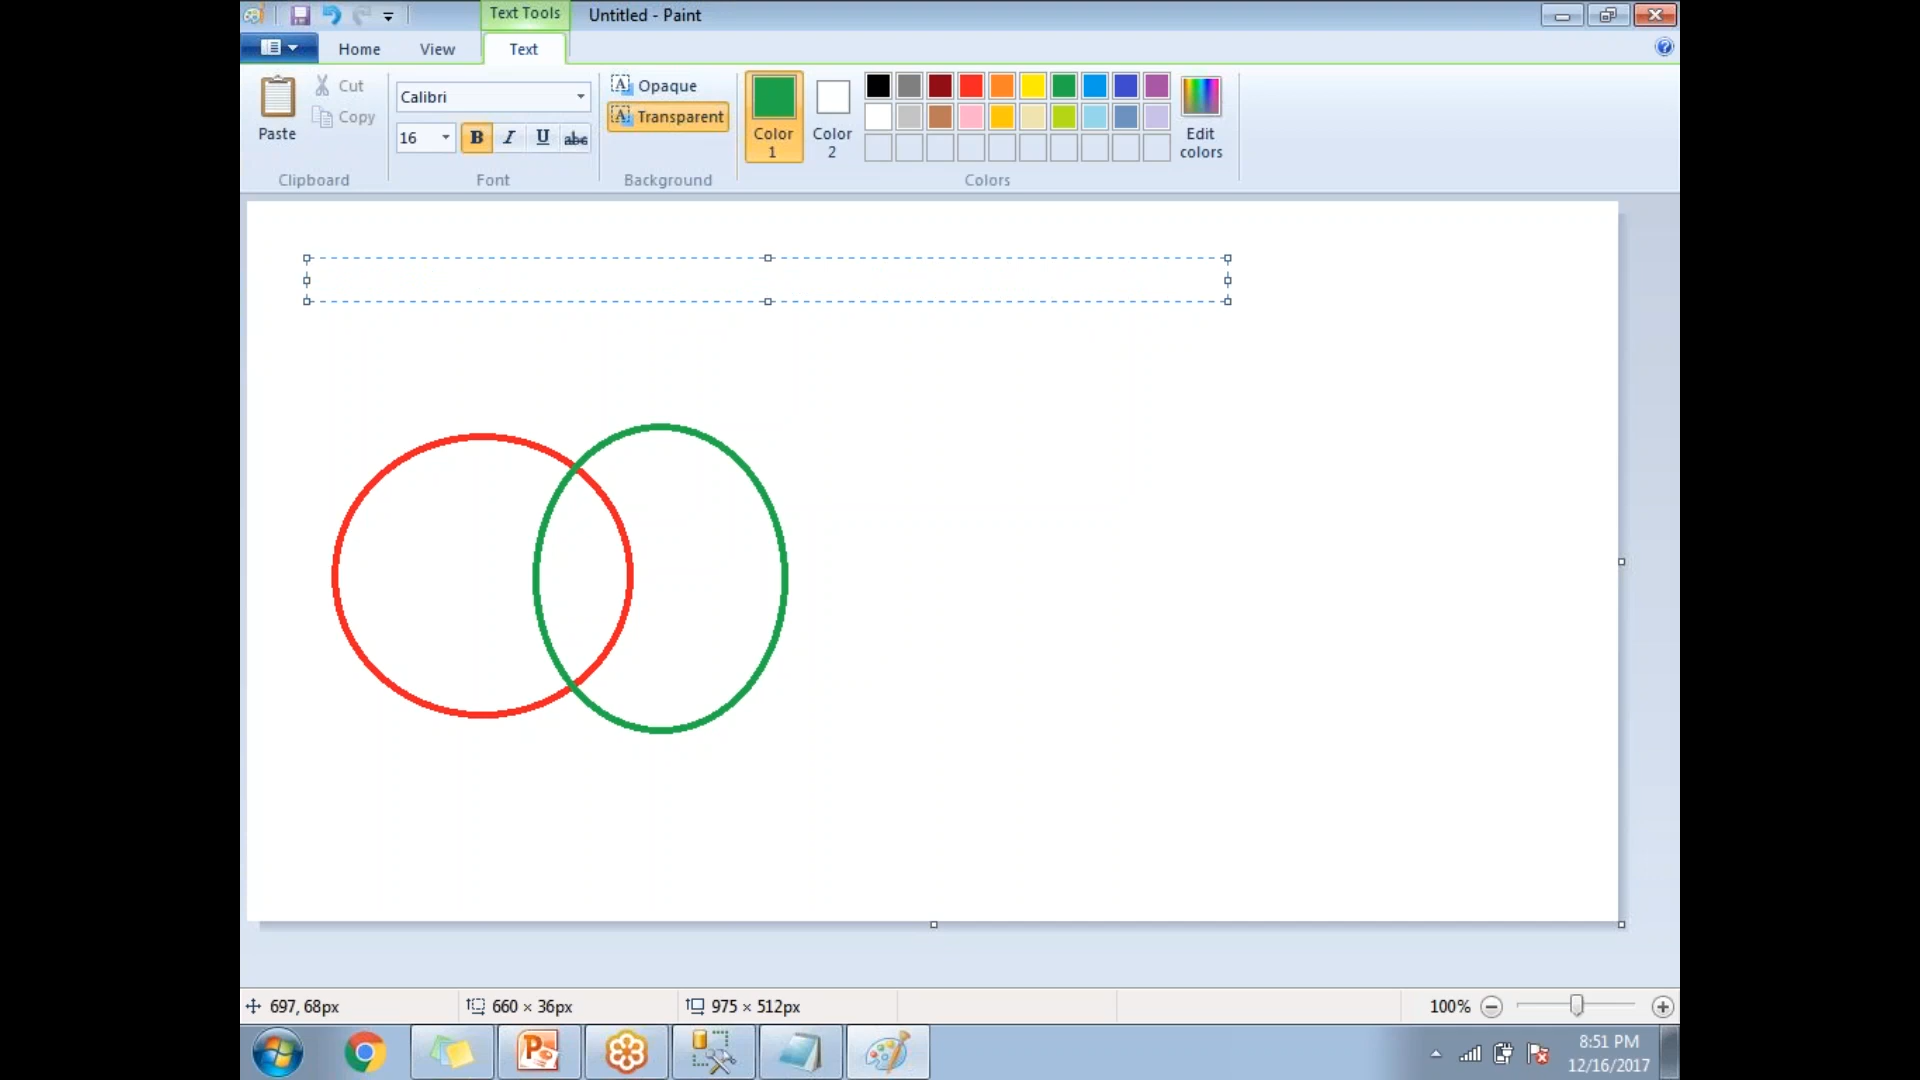 Text Tools
Untitled - Paint
Home
View
Text
Paste
Cut
Copy
Clipboard
Calibri
16
B
I
U
abc
Font
Opaque
Transparent
Background
Color
1
Color
2
Edit
colors
Colors
697, 68px
660 × 36px
975 × 512px
100%
8:51 PM
12/16/2017